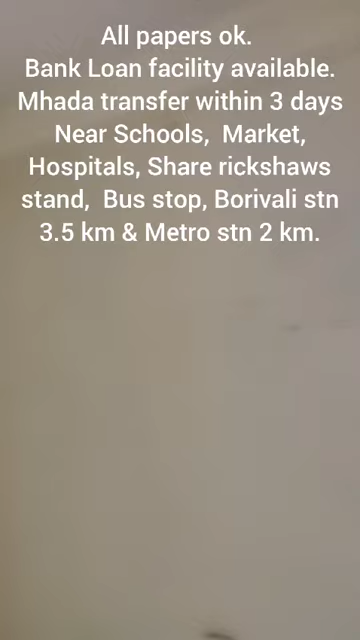 All papers ok.
Bank Loan facility available.
Mhada transfer within 3 days
Near Schools,  Market,
Hospitals, Share rickshaws
stand,  Bus stop, Borivali stn
3.5 km & Metro stn 2 km.